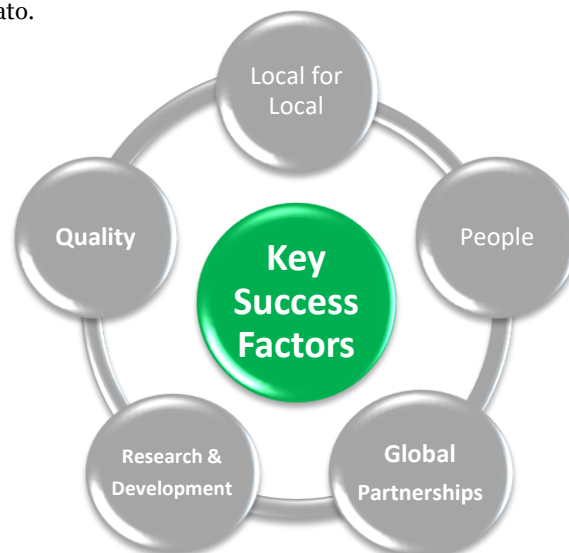 ato.
Local for
Local
People
Global
Partnerships
Research &
Development
Quality
Key
Success
Factors